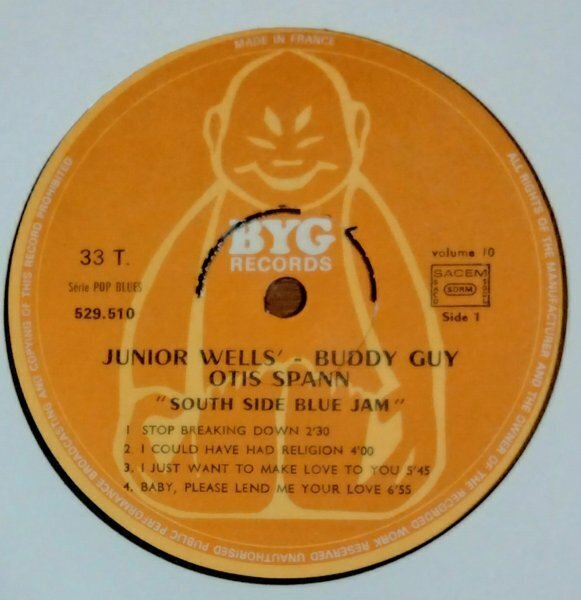 MADE IN FRANCE
ALL RIGHTS OF THE MANUFACTURER AND THE OWNER OF THE RECORDED WORK RESERVED UNAUTHORISED PUBLIC PERFORMANCE BROADCASTING AND COPYING OF THIS RECORD PROHIBITED
BYG
RECORDS
33 T.
Série POP BLUES
529.510
volume 10
SACEM
SDRM
Side 1
JUNIOR WELLS' - BUDDY GUY
OTIS SPANN
"SOUTH SIDE BLUE JAM"
1 STOP BREAKING DOWN 2'30
2. I COULD HAVE HAD RELIGION 4'00
3. I JUST WANT TO MAKE LOVE TO YOU 5'45
4. BABY, PLEASE LEND ME YOUR LOVE 6'55